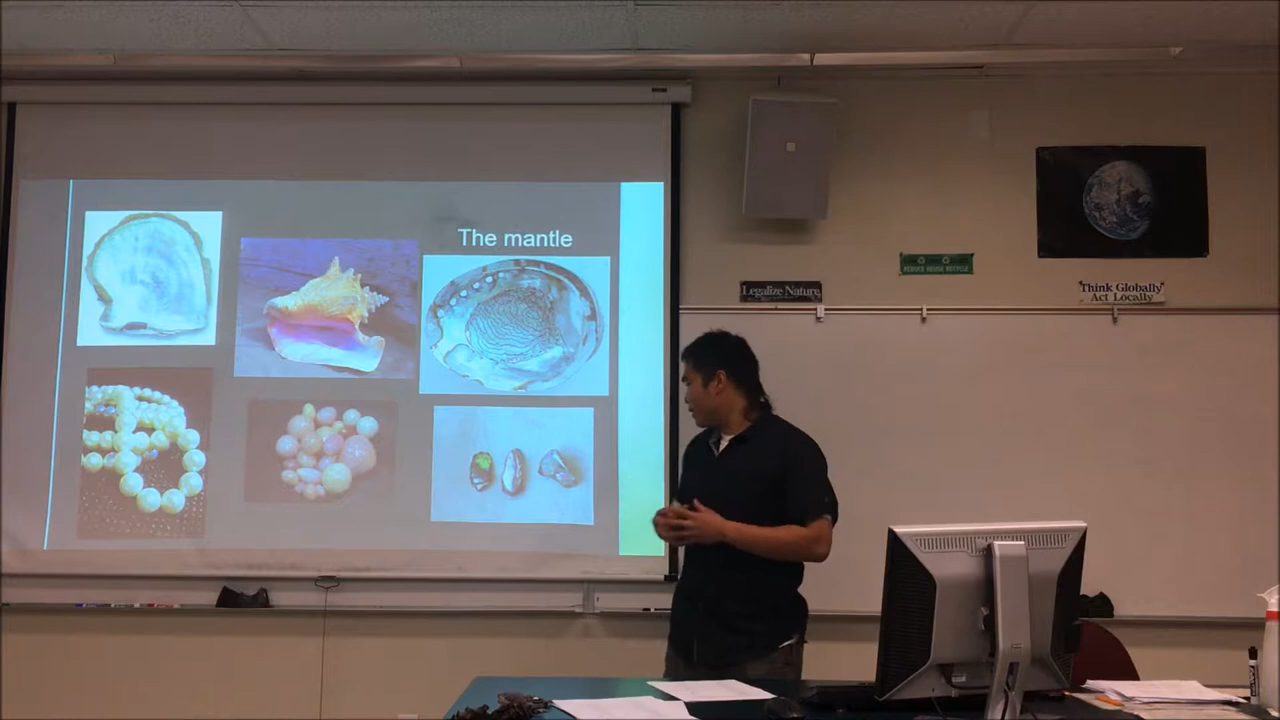 The mantle
REDUCE REUSE RECYCLE
Legalize Nature
Think Globally
Act Locally